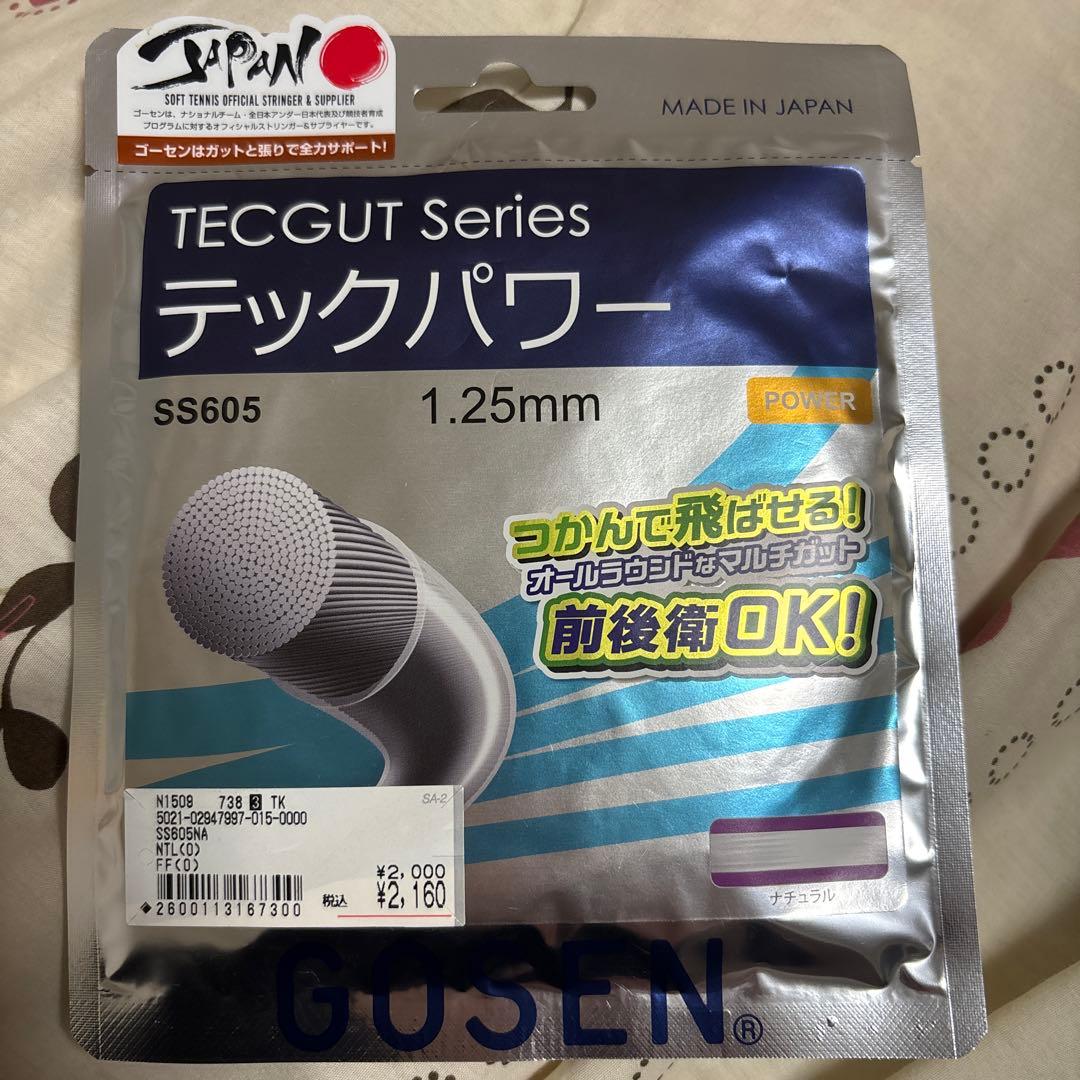 JAPAN
SOFT TENNIS OFFICIAL STRINGER & SUPPLIER
ゴーセンは、ナショナルチーム・全日本アンダー日本代表及び競技者育成
プログラムに対するオフィシャルストリンガー&サプライヤーです。
ゴーセンはガットと張りで全力サポート!
MADE IN JAPAN
TECGUT Series
テックパワー
SS605
1.25mm
POWER
つかんで飛ばせる!
オールラウンドなマルチガット
前後衛OK!
N1509 738 3 TK
SA-2
5021-02947997-015-0000
SS605NA
NTL(0)
FF(0)
¥2,000
税込 ¥2,160
2600113167300
ナチュラル
GOSEN®